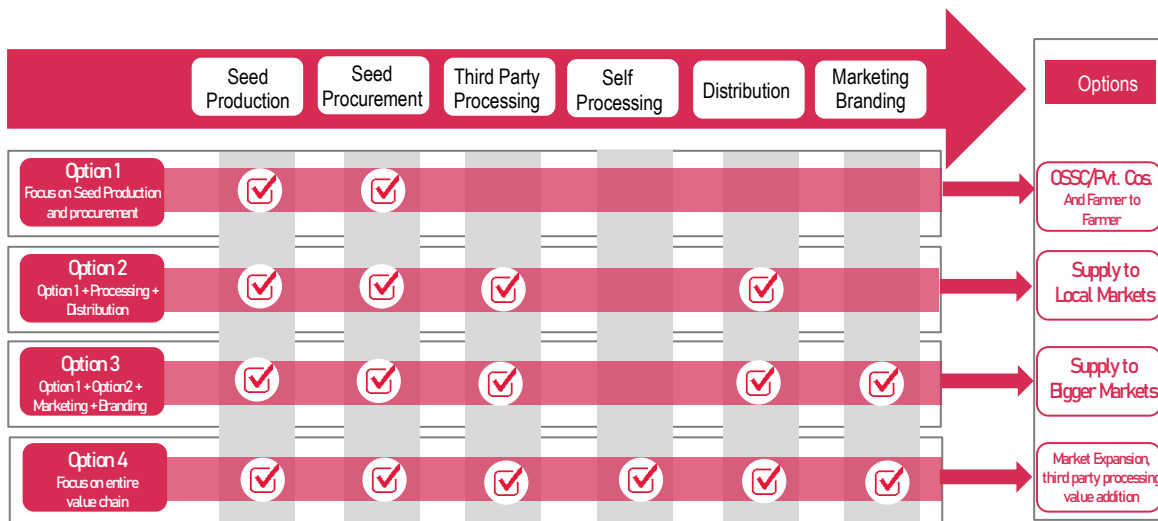 Seed
Production
Seed
Procurement
Third Party
Processing
Self
Processing
Distribution
Marketing
Branding
Options
Option 1
Focus on Seed Production
and procurement
OSSC/Pvt. Cos.
And Farmer to
Farmer
Option 2
Option 1 + Processing +
Distribution
Supply to
Local Markets
Option 3
Option 1 + Option2 +
Marketing + Branding
Supply to
Bigger Markets
Option 4
Focus on entire
value chain
Market Expansion,
third party processing
value addition